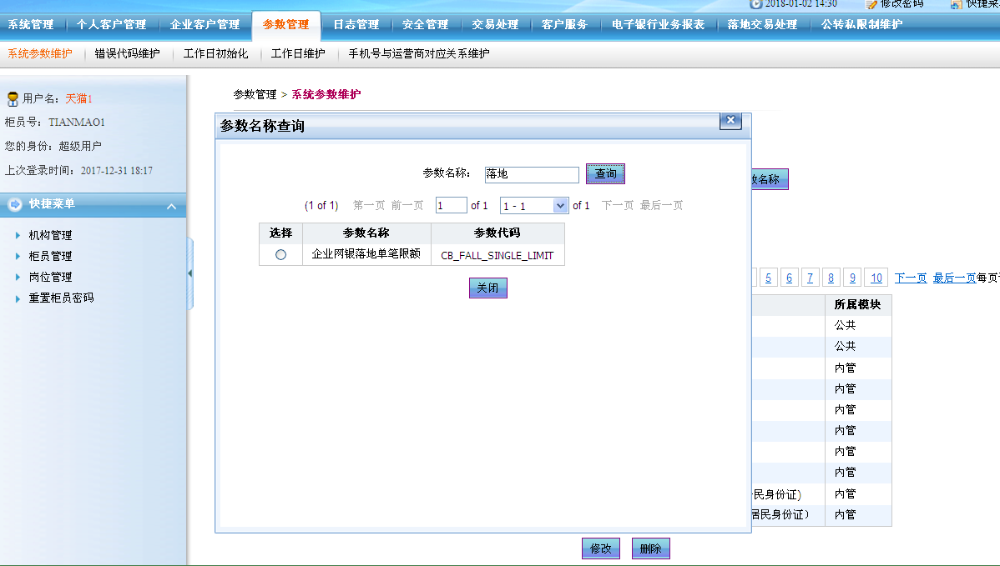 2018-01-02 14:30 修改密码 快捷菜
系统管理 个人客户管理 企业客户管理 参数管理 日志管理 安全管理 交易处理 客户服务 电子银行业务报表 落地交易处理 公转私限制维护
系统参数维护 错误代码维护 工作日初始化 工作日维护 手机号与运营商对应关系维护
用户名：天猫1
柜员号：TIANMAO1
您的身份：超级用户
上次登录时间：2017-12-31 18:17
快捷菜单
机构管理
柜员管理
岗位管理
重置柜员密码
参数管理 > 系统参数维护
参数名称查询
参数名称： 落地 查询
(1 of 1) 第一页 前一页 1 of 1 1 - 1 of 1 下一页 最后一页
选择 参数名称 参数代码
企业网银落地单笔限额 CB_FALL_SINGLE_LIMIT
关闭
数名称
5 6 7 8 9 10 下一页 最后一页 每页
所属模块
公共
公共
内管
内管
内管
内管
内管
内管
民身份证) 内管
居民身份证） 内管
修改 删除